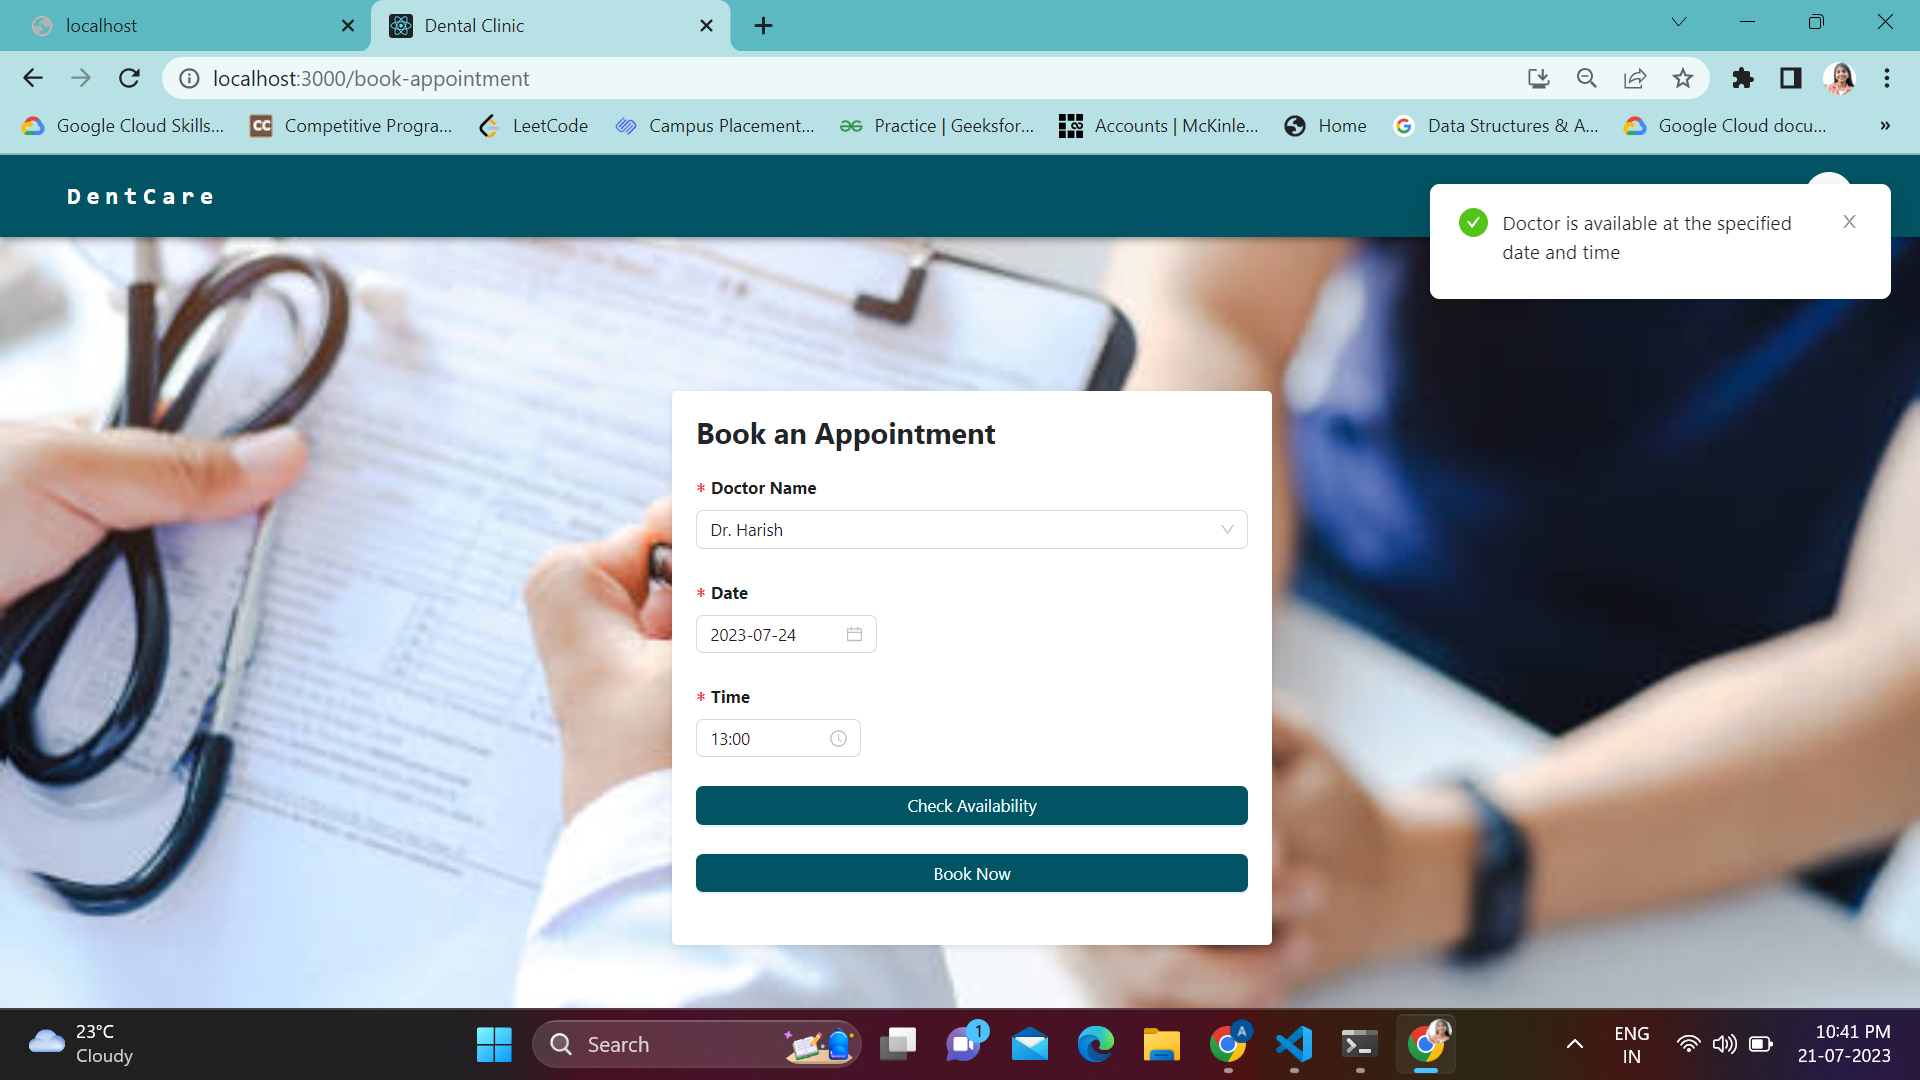 localhost
Dental Clinic
localhost:3000/book-appointment
Google Cloud Skills...
CC
Competitive Progra...
LeetCode
Campus Placement...
Practice | Geeksfor...
Accounts | McKinle...
Home
Data Structures & A...
Google Cloud docu...
»
DentCare
Doctor is available at the specified
date and time
Book an Appointment
* Doctor Name
Dr. Harish
* Date
2023-07-24
* Time
13:00
Check Availability
Book Now
23°C
Cloudy
Search
1
A
ENG
IN
10:41 PM
21-07-2023